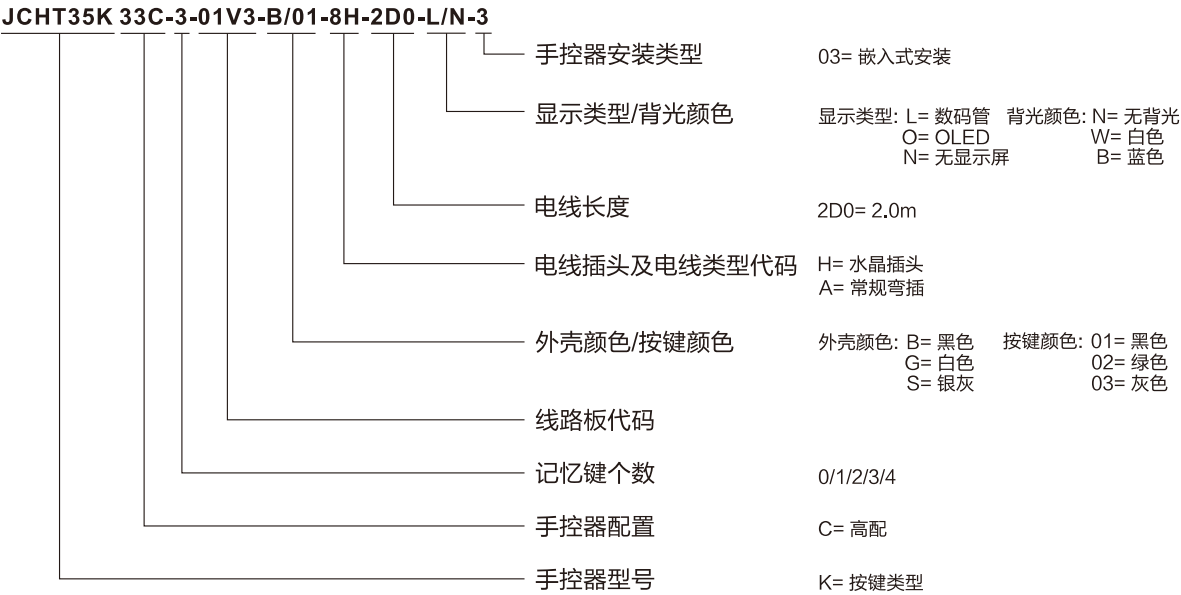 JCHT35K 33C-3-01V3-B/01-8H-2D0-L/N-3
手控器安装类型 03= 嵌入式安装
显示类型/背光颜色 显示类型: L= 数码管 背光颜色: N= 无背光
O= OLED W= 白色
N= 无显示屏 B= 蓝色
电线长度 2D0= 2.0m
电线插头及电线类型代码 H= 水晶插头
A= 常规弯插
外壳颜色/按键颜色 外壳颜色: B= 黑色 按键颜色: 01= 黑色
G= 白色 02= 绿色
S= 银灰 03= 灰色
线路板代码
记忆键个数 0/1/2/3/4
手控器配置 C= 高配
手控器型号 K= 按键类型